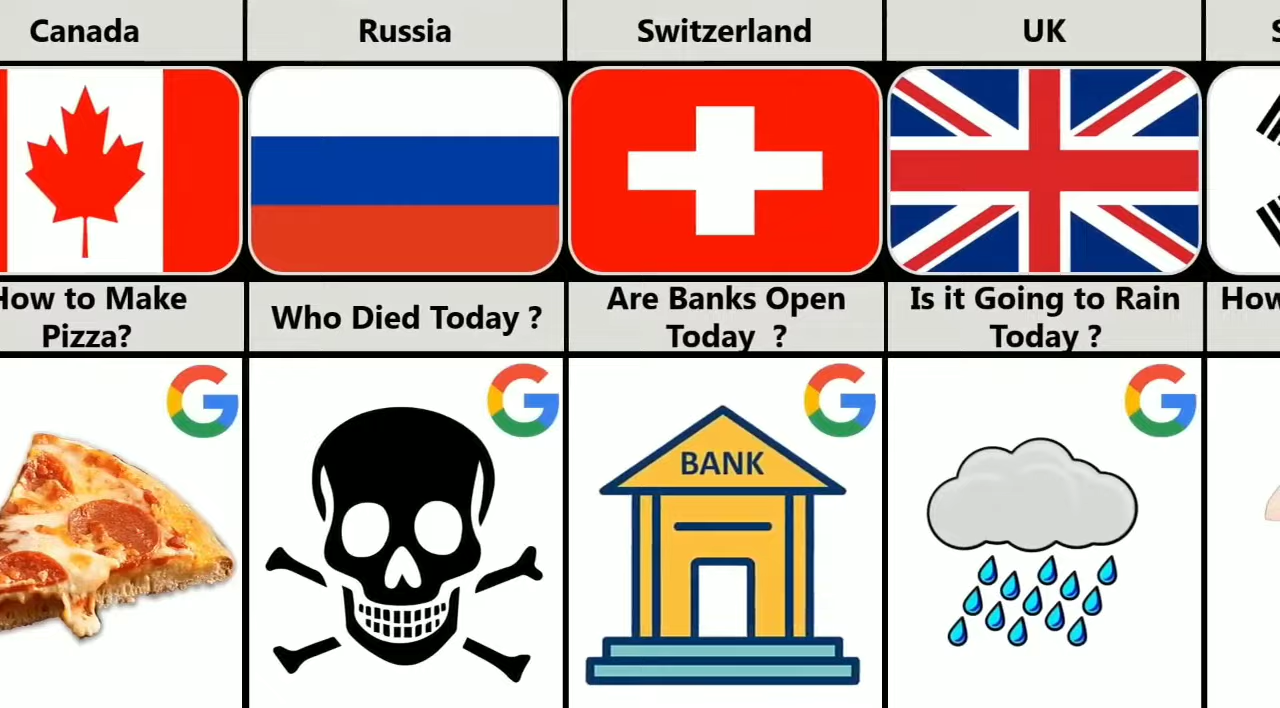 Canada
Russia
Switzerland
UK
How to Make
Pizza?
Who Died Today ?
Are Banks Open
Today ?
Is it Going to Rain
Today ?
How
BANK